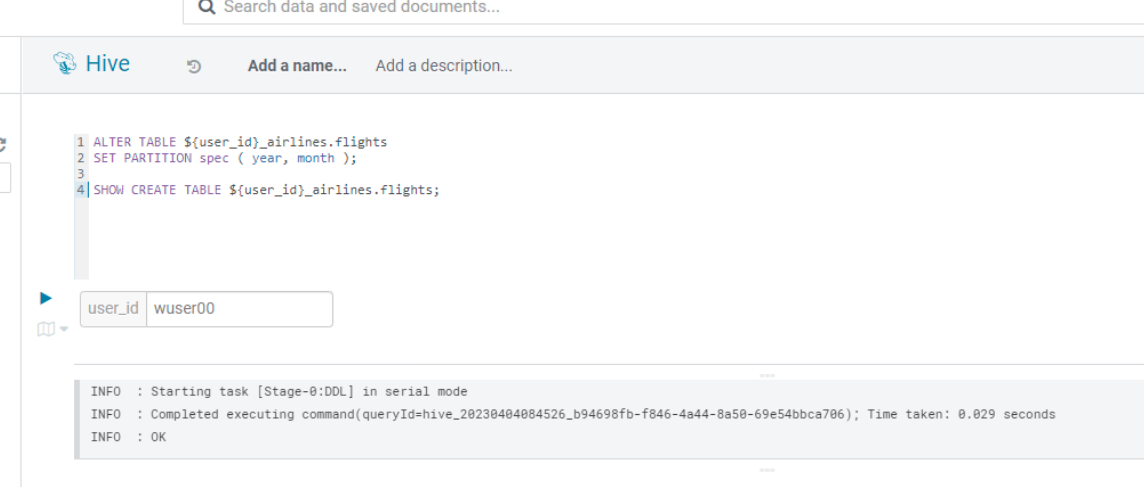 Search data and saved documents...
Hive Add a name... Add a description...
1 ALTER TABLE ${user_id}_airlines.flights
2 SET PARTITION spec ( year, month );
3
4 SHOW CREATE TABLE ${user_id}_airlines.flights;
user_id wuser00
INFO : Starting task [Stage-0:DDL] in serial mode
INFO : Completed executing command(queryId=hive_20230404084526_b94698fb-f846-4a44-8a50-69e54bbca706); Time taken: 0.029 seconds
INFO : OK